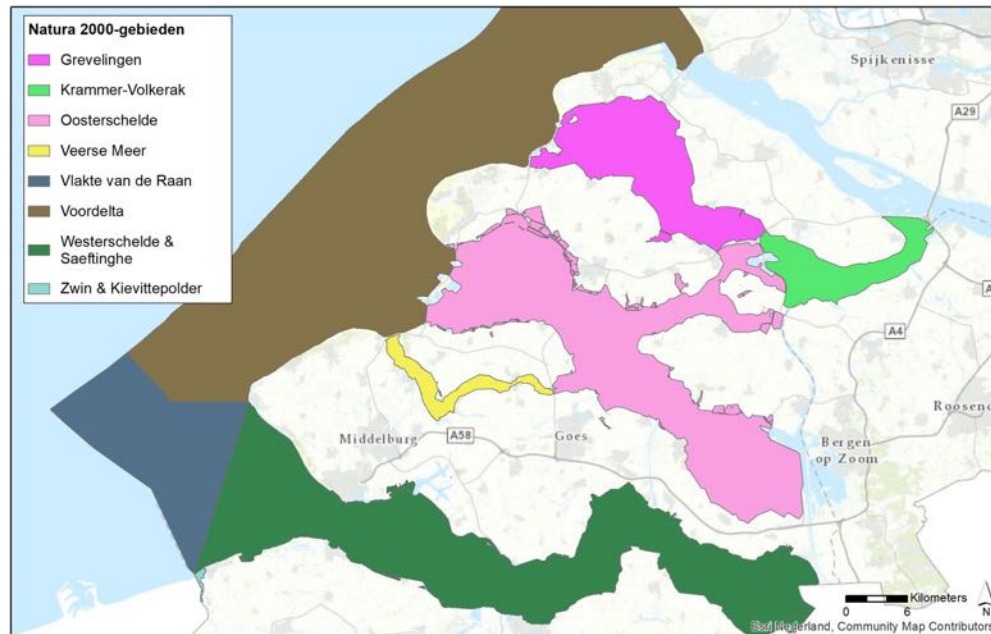 Natura 2000-gebieden
Grevelingen
Krammer-Volkerak
Oosterschelde
Veerse Meer
Vlakte van de Raan
Voordelta
Westerschelde &
Saeftinghe
Zwin & Kievittepolder
Spijkenisse
A29
A4
Roosend
Bergen
op Zoom
Middelburg
A58
Goes
Kilometers
0 6
N
Esri Nederland, Community Map Contributors